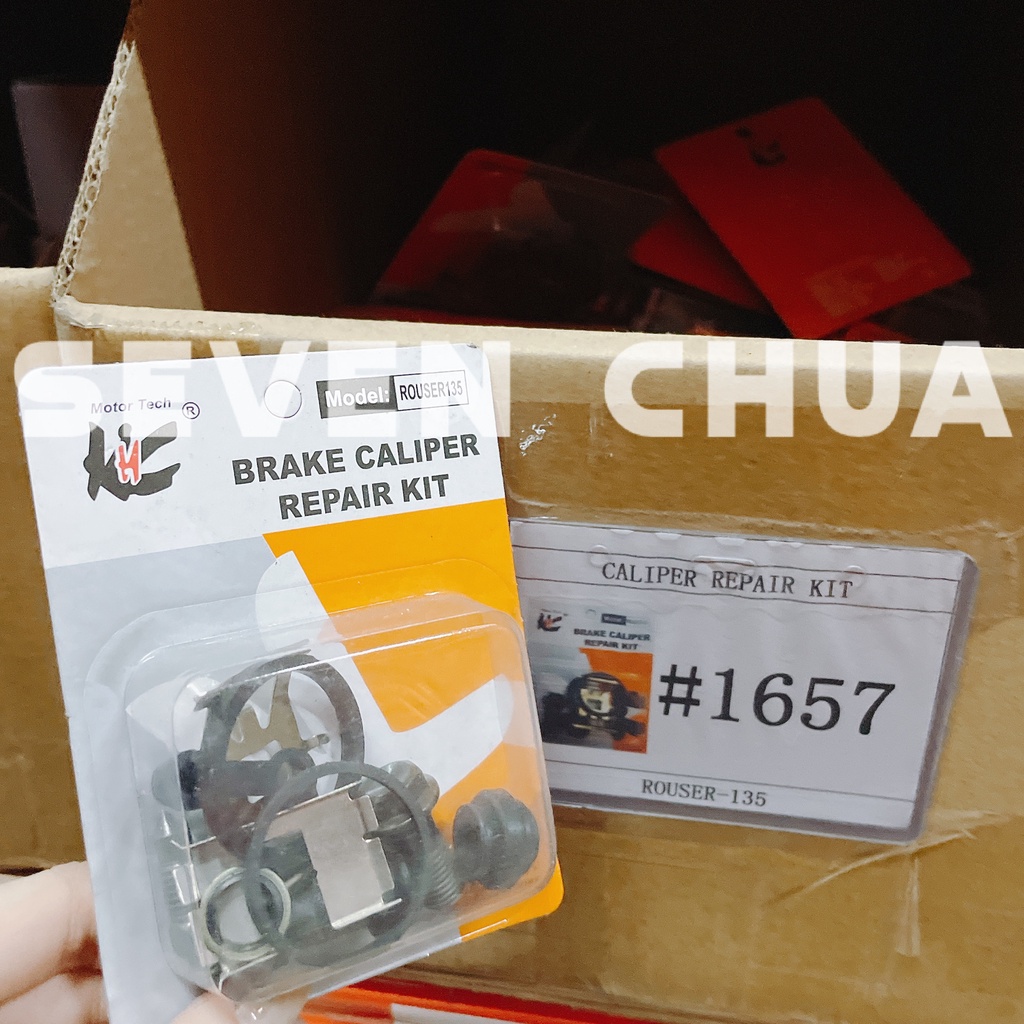 SEVEN CHUA
Motor Tech ®
Model: ROUSER135
BRAKE CALIPER
REPAIR KIT
CALIPER REPAIR KIT
BRAKE CALIPER
REPAIR KIT
#1657
ROUSER-135